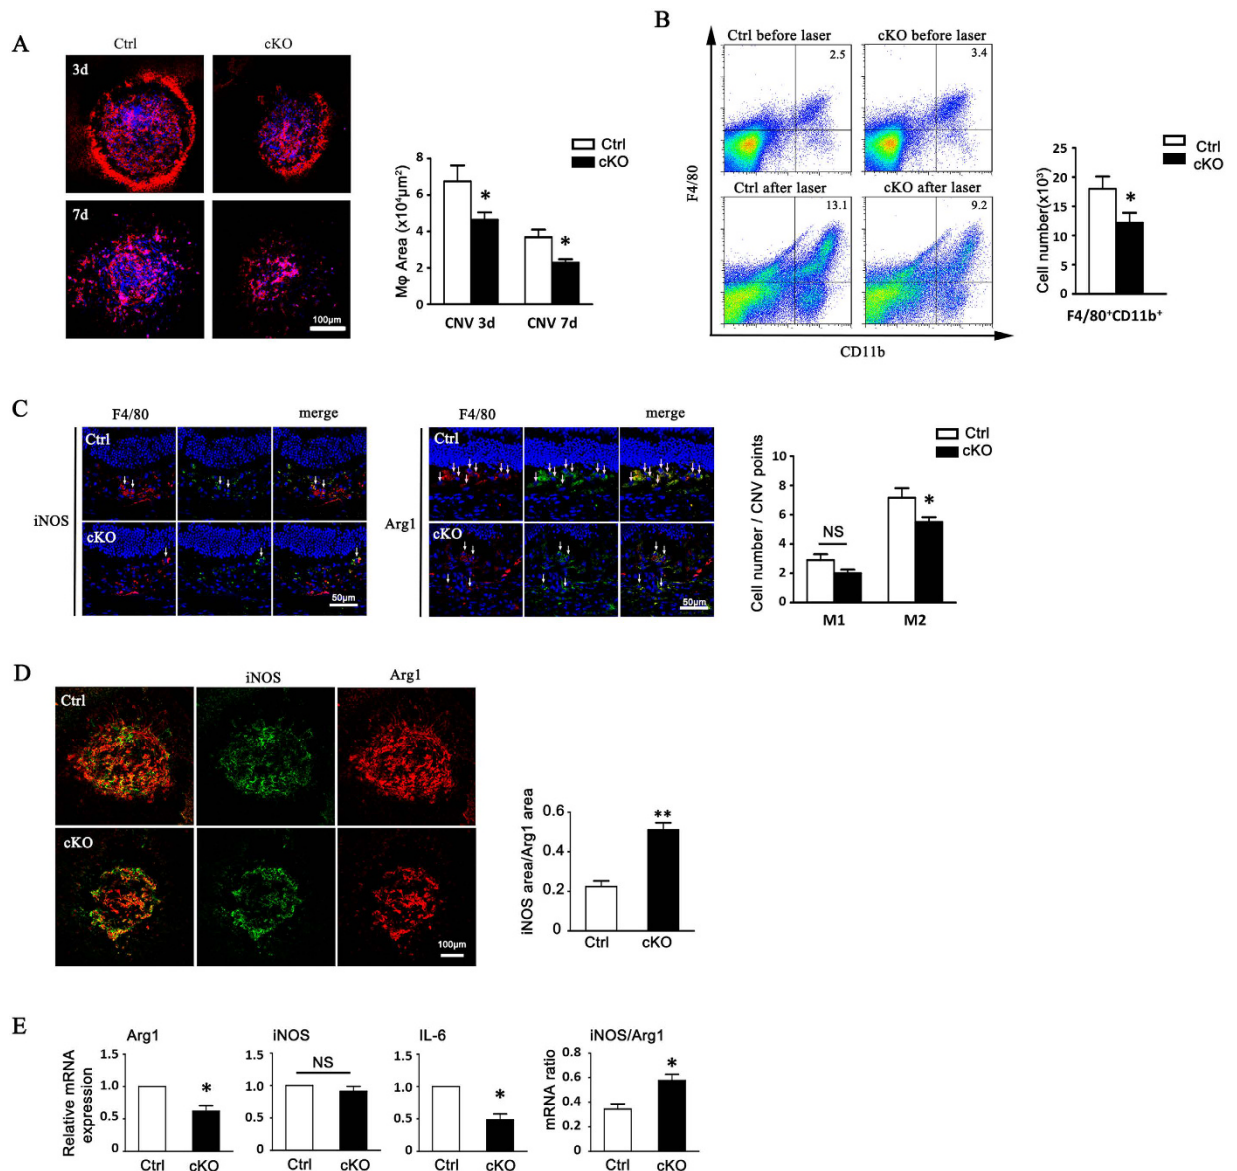 A
Ctrl
cKO
3d
7d
100μm
Mφ Area (x10⁴μm²)
8
6
4
2
0
Ctrl
cKO
*
*
CNV 3d
CNV 7d
B
Ctrl before laser
cKO before laser
2.5
3.4
Ctrl after laser
cKO after laser
13.1
9.2
F4/80
CD11b
Cell number(x10³)
25
20
15
10
5
0
Ctrl
cKO
*
F4/80⁺CD11b⁺
C
F4/80
merge
iNOS
Ctrl
cKO
50μm
F4/80
merge
Arg1
Ctrl
cKO
50μm
Cell number / CNV points
10
8
6
4
2
0
Ctrl
cKO
NS
*
M1
M2
D
iNOS
Arg1
Ctrl
cKO
100μm
iNOS area/Arg1 area
0.6
0.4
0.2
0
**
Ctrl
cKO
E
Relative mRNA
expression
Arg1
1.5
1.0
0.5
0
*
Ctrl
cKO
iNOS
1.5
1.0
0.5
0
NS
Ctrl
cKO
IL-6
1.5
1.0
0.5
0
*
Ctrl
cKO
iNOS/Arg1
mRNA ratio
0.8
0.6
0.4
0.2
0
*
Ctrl
cKO